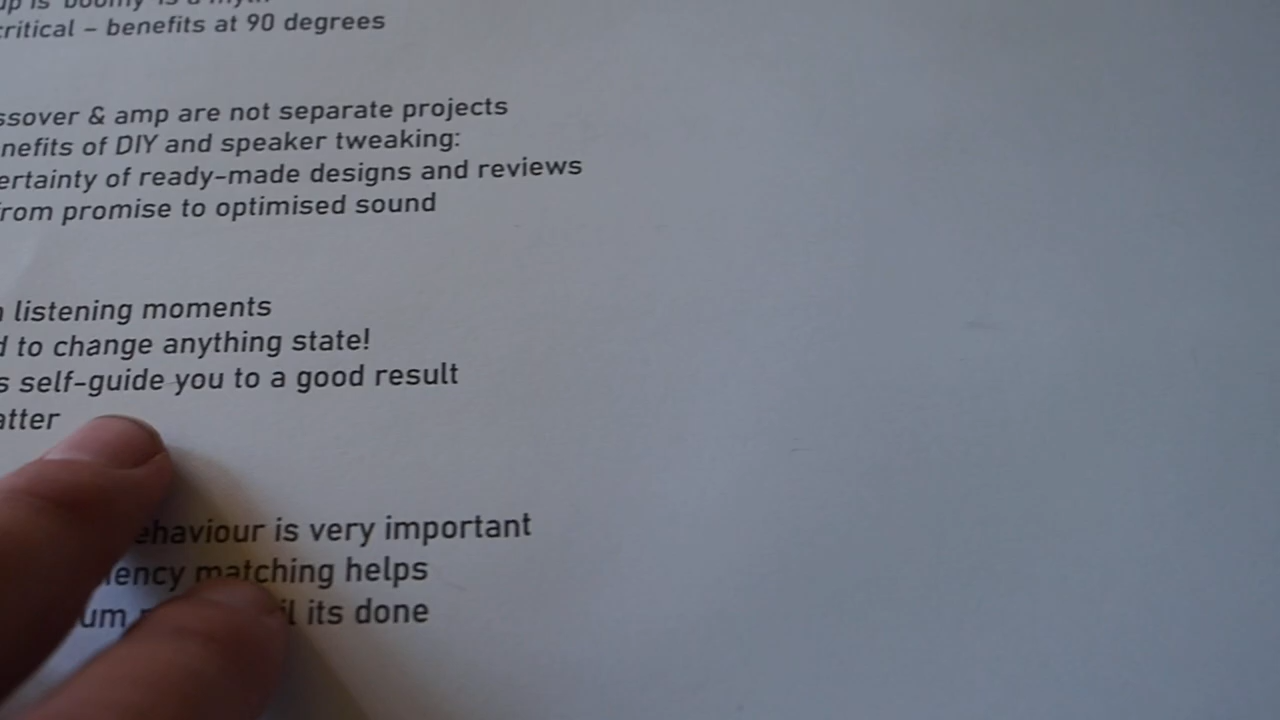 critical – benefits at 90 degrees
ssover & amp are not separate projects
nefits of DIY and speaker tweaking:
ertainty of ready-made designs and reviews
from promise to optimised sound
listening moments
to change anything state!
s self-guide you to a good result
atter
ehaviour is very important
ency matching helps
um its done